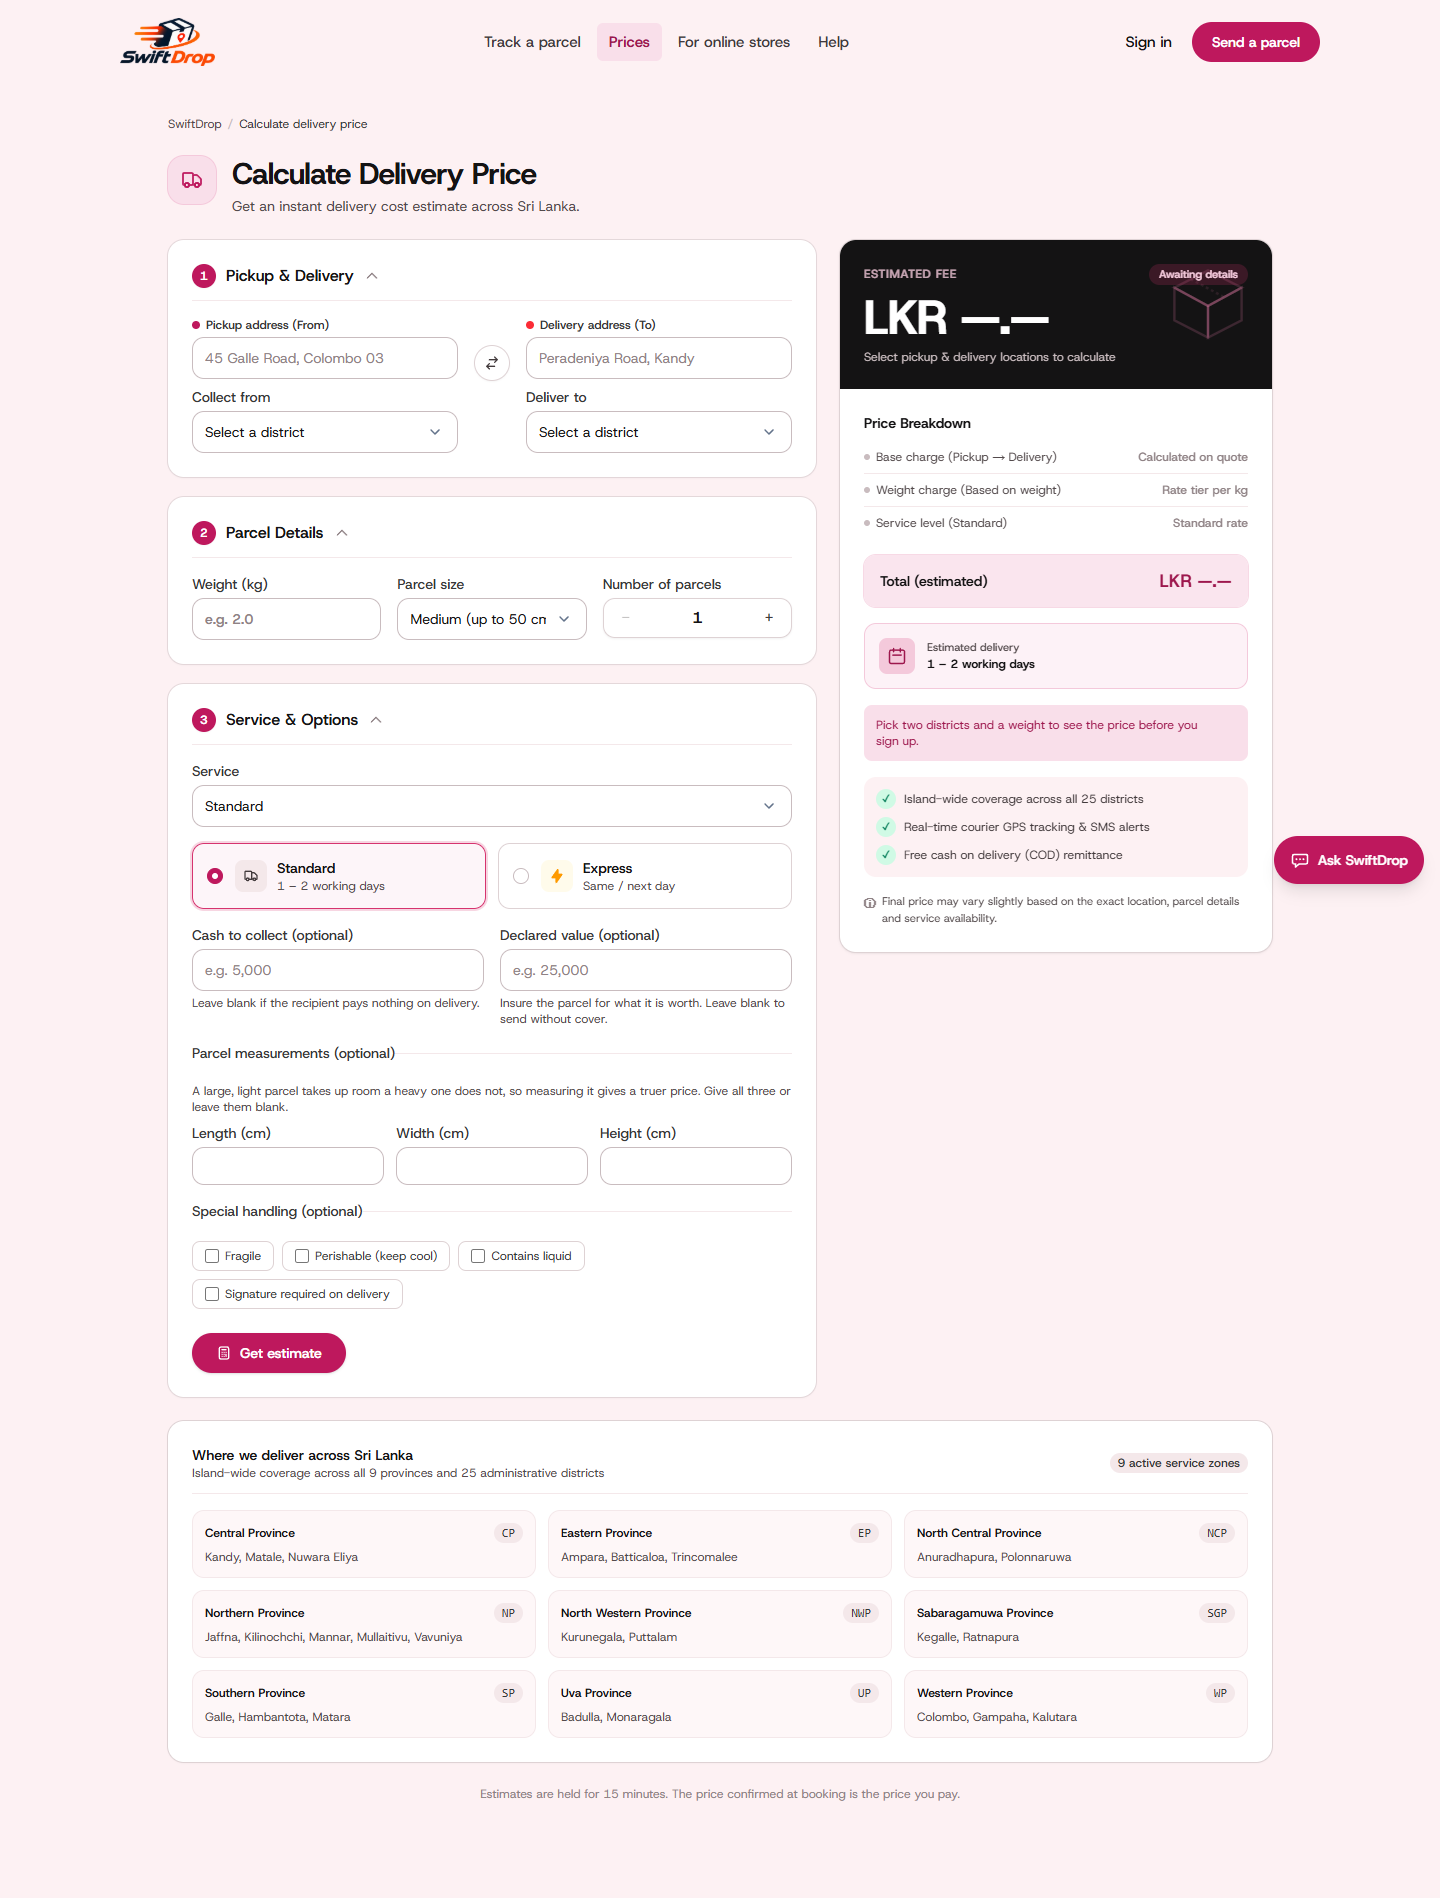 SwiftDrop
Track a parcel
Prices
For online stores
Help
Sign in
Send a parcel
SwiftDrop / Calculate delivery price
Calculate Delivery Price
Get an instant delivery cost estimate across Sri Lanka.
1 Pickup & Delivery
Pickup address (From)
45 Galle Road, Colombo 03
Delivery address (To)
Peradeniya Road, Kandy
Collect from
Select a district
Deliver to
Select a district
2 Parcel Details
Weight (kg)
e.g. 2.0
Parcel size
Medium (up to 50 cm
Number of parcels
− 1 +
3 Service & Options
Service
Standard
Standard
1 – 2 working days
Express
Same / next day
Cash to collect (optional)
e.g. 5,000
Leave blank if the recipient pays nothing on delivery.
Declared value (optional)
e.g. 25,000
Insure the parcel for what it is worth. Leave blank to
send without cover.
Parcel measurements (optional)
A large, light parcel takes up room a heavy one does not, so measuring it gives a truer price. Give all three or
leave them blank.
Length (cm)
Width (cm)
Height (cm)
Special handling (optional)
Fragile
Perishable (keep cool)
Contains liquid
Signature required on delivery
Get estimate
ESTIMATED FEE
Awaiting details
LKR —.—
Select pickup & delivery locations to calculate
Price Breakdown
Base charge (Pickup → Delivery) Calculated on quote
Weight charge (Based on weight) Rate tier per kg
Service level (Standard) Standard rate
Total (estimated) LKR —.—
Estimated delivery
1 – 2 working days
Pick two districts and a weight to see the price before you
sign up.
Island-wide coverage across all 25 districts
Real-time courier GPS tracking & SMS alerts
Free cash on delivery (COD) remittance
Final price may vary slightly based on the exact location, parcel details
and service availability.
Ask SwiftDrop
Where we deliver across Sri Lanka
Island-wide coverage across all 9 provinces and 25 administrative districts
9 active service zones
Central Province CP
Kandy, Matale, Nuwara Eliya
Eastern Province EP
Ampara, Batticaloa, Trincomalee
North Central Province NCP
Anuradhapura, Polonnaruwa
Northern Province NP
Jaffna, Kilinochchi, Mannar, Mullaitivu, Vavuniya
North Western Province NWP
Kurunegala, Puttalam
Sabaragamuwa Province SGP
Kegalle, Ratnapura
Southern Province SP
Galle, Hambantota, Matara
Uva Province UP
Badulla, Monaragala
Western Province WP
Colombo, Gampaha, Kalutara
Estimates are held for 15 minutes. The price confirmed at booking is the price you pay.